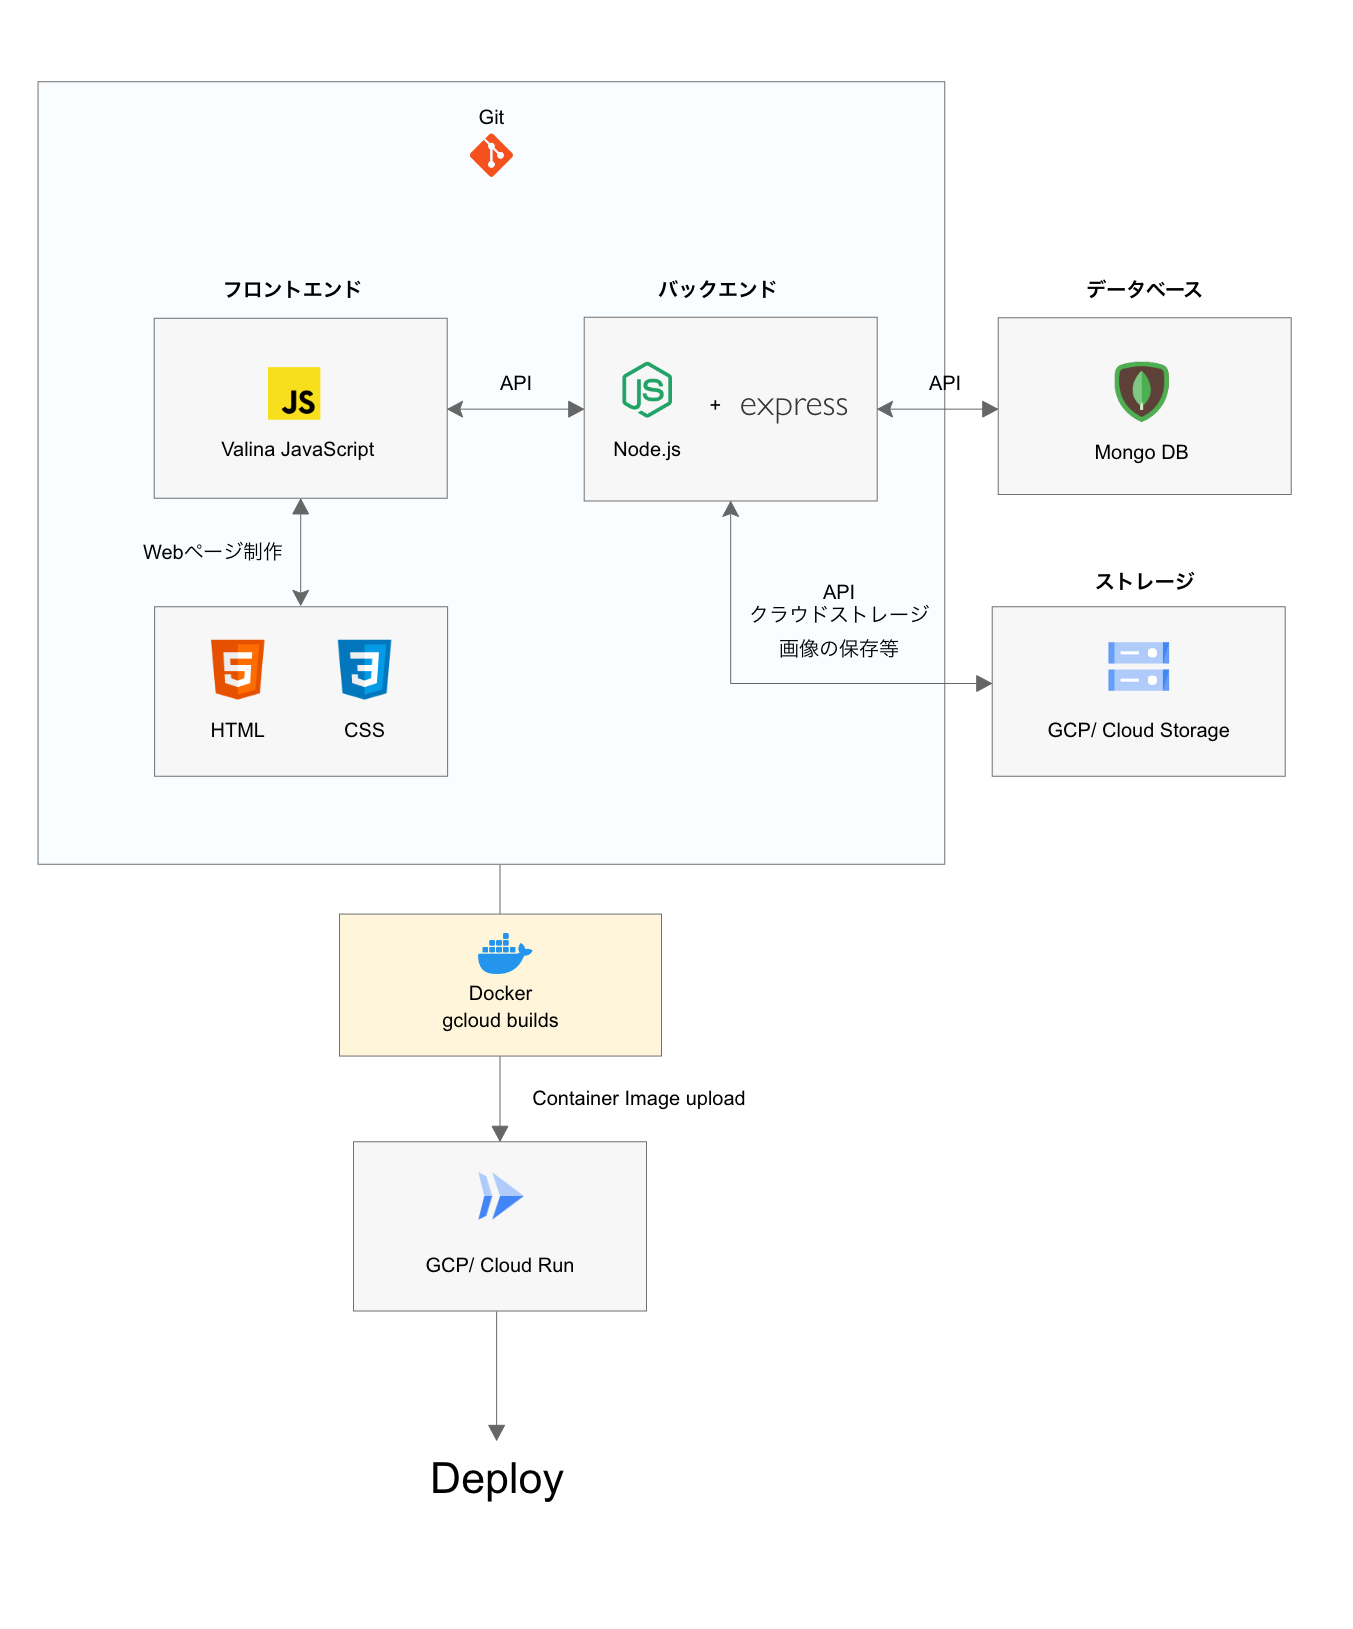 Git
フロントエンド
バックエンド
データベース
JS
Valina JavaScript
API
JS
Node.js
+
express
API
Mongo DB
Webページ制作
API
クラウドストレージ
画像の保存等
ストレージ
5
HTML
3
CSS
GCP/ Cloud Storage
Docker
gcloud builds
Container Image upload
GCP/ Cloud Run
Deploy